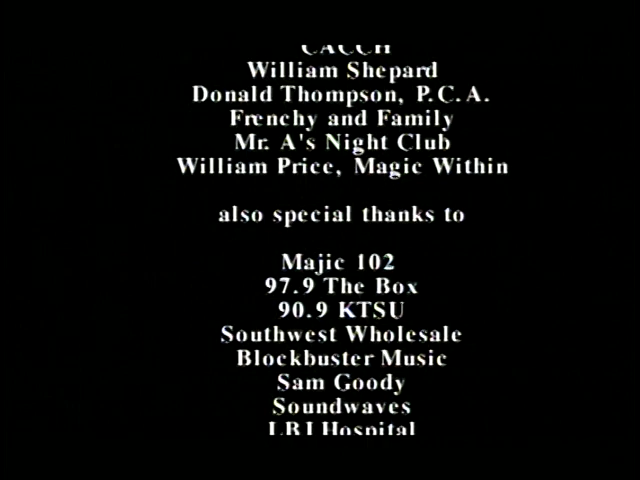 William Shepard
Donald Thompson, P.C.A.
Frenchy and Family
Mr. A's Night Club
William Price, Magic Within
also special thanks to
Majic 102
97.9 The Box
90.9 KTSU
Southwest Wholesale
Blockbuster Music
Sam Goody
Soundwaves
LBJ Hospital